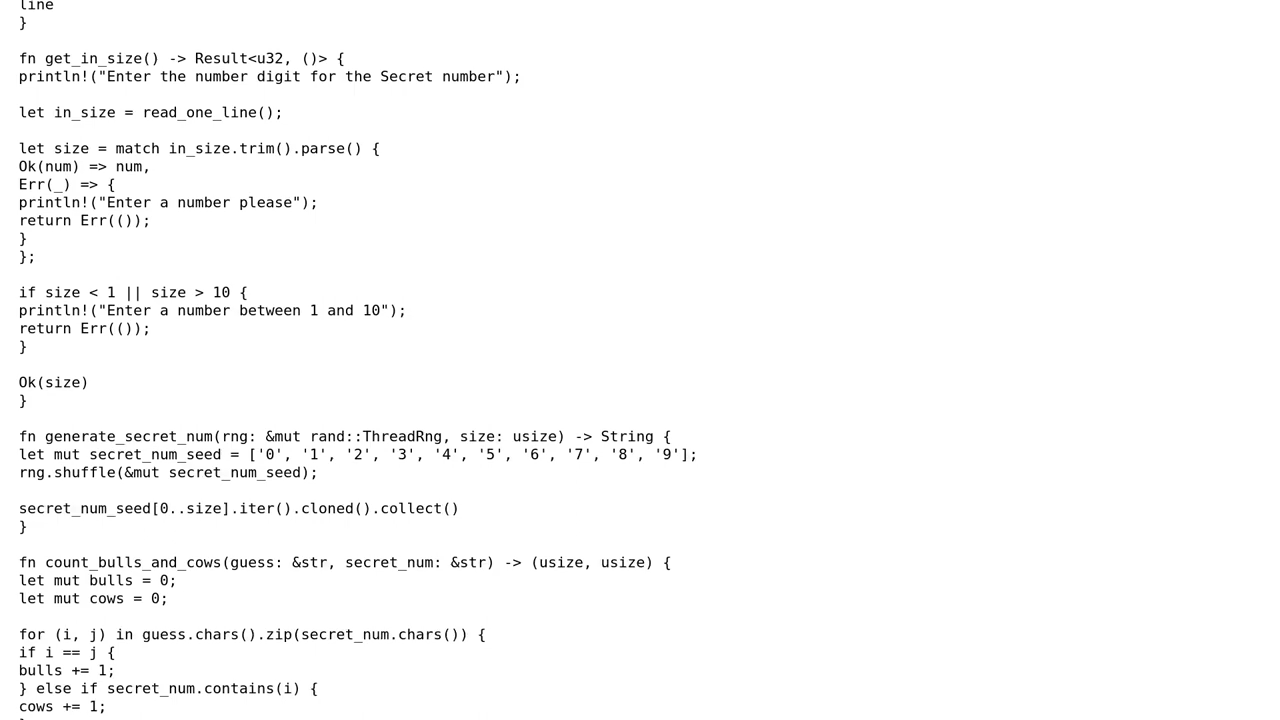 line
}

fn get_in_size() -> Result<u32, ()> {
println!("Enter the number digit for the Secret number");

let in_size = read_one_line();

let size = match in_size.trim().parse() {
Ok(num) => num,
Err(_) => {
println!("Enter a number please");
return Err(());
}
};

if size < 1 || size > 10 {
println!("Enter a number between 1 and 10");
return Err(());
}

Ok(size)
}

fn generate_secret_num(rng: &mut rand::ThreadRng, size: usize) -> String {
let mut secret_num_seed = ['0', '1', '2', '3', '4', '5', '6', '7', '8', '9'];
rng.shuffle(&mut secret_num_seed);

secret_num_seed[0..size].iter().cloned().collect()
}

fn count_bulls_and_cows(guess: &str, secret_num: &str) -> (usize, usize) {
let mut bulls = 0;
let mut cows = 0;

for (i, j) in guess.chars().zip(secret_num.chars()) {
if i == j {
bulls += 1;
} else if secret_num.contains(i) {
cows += 1;
}